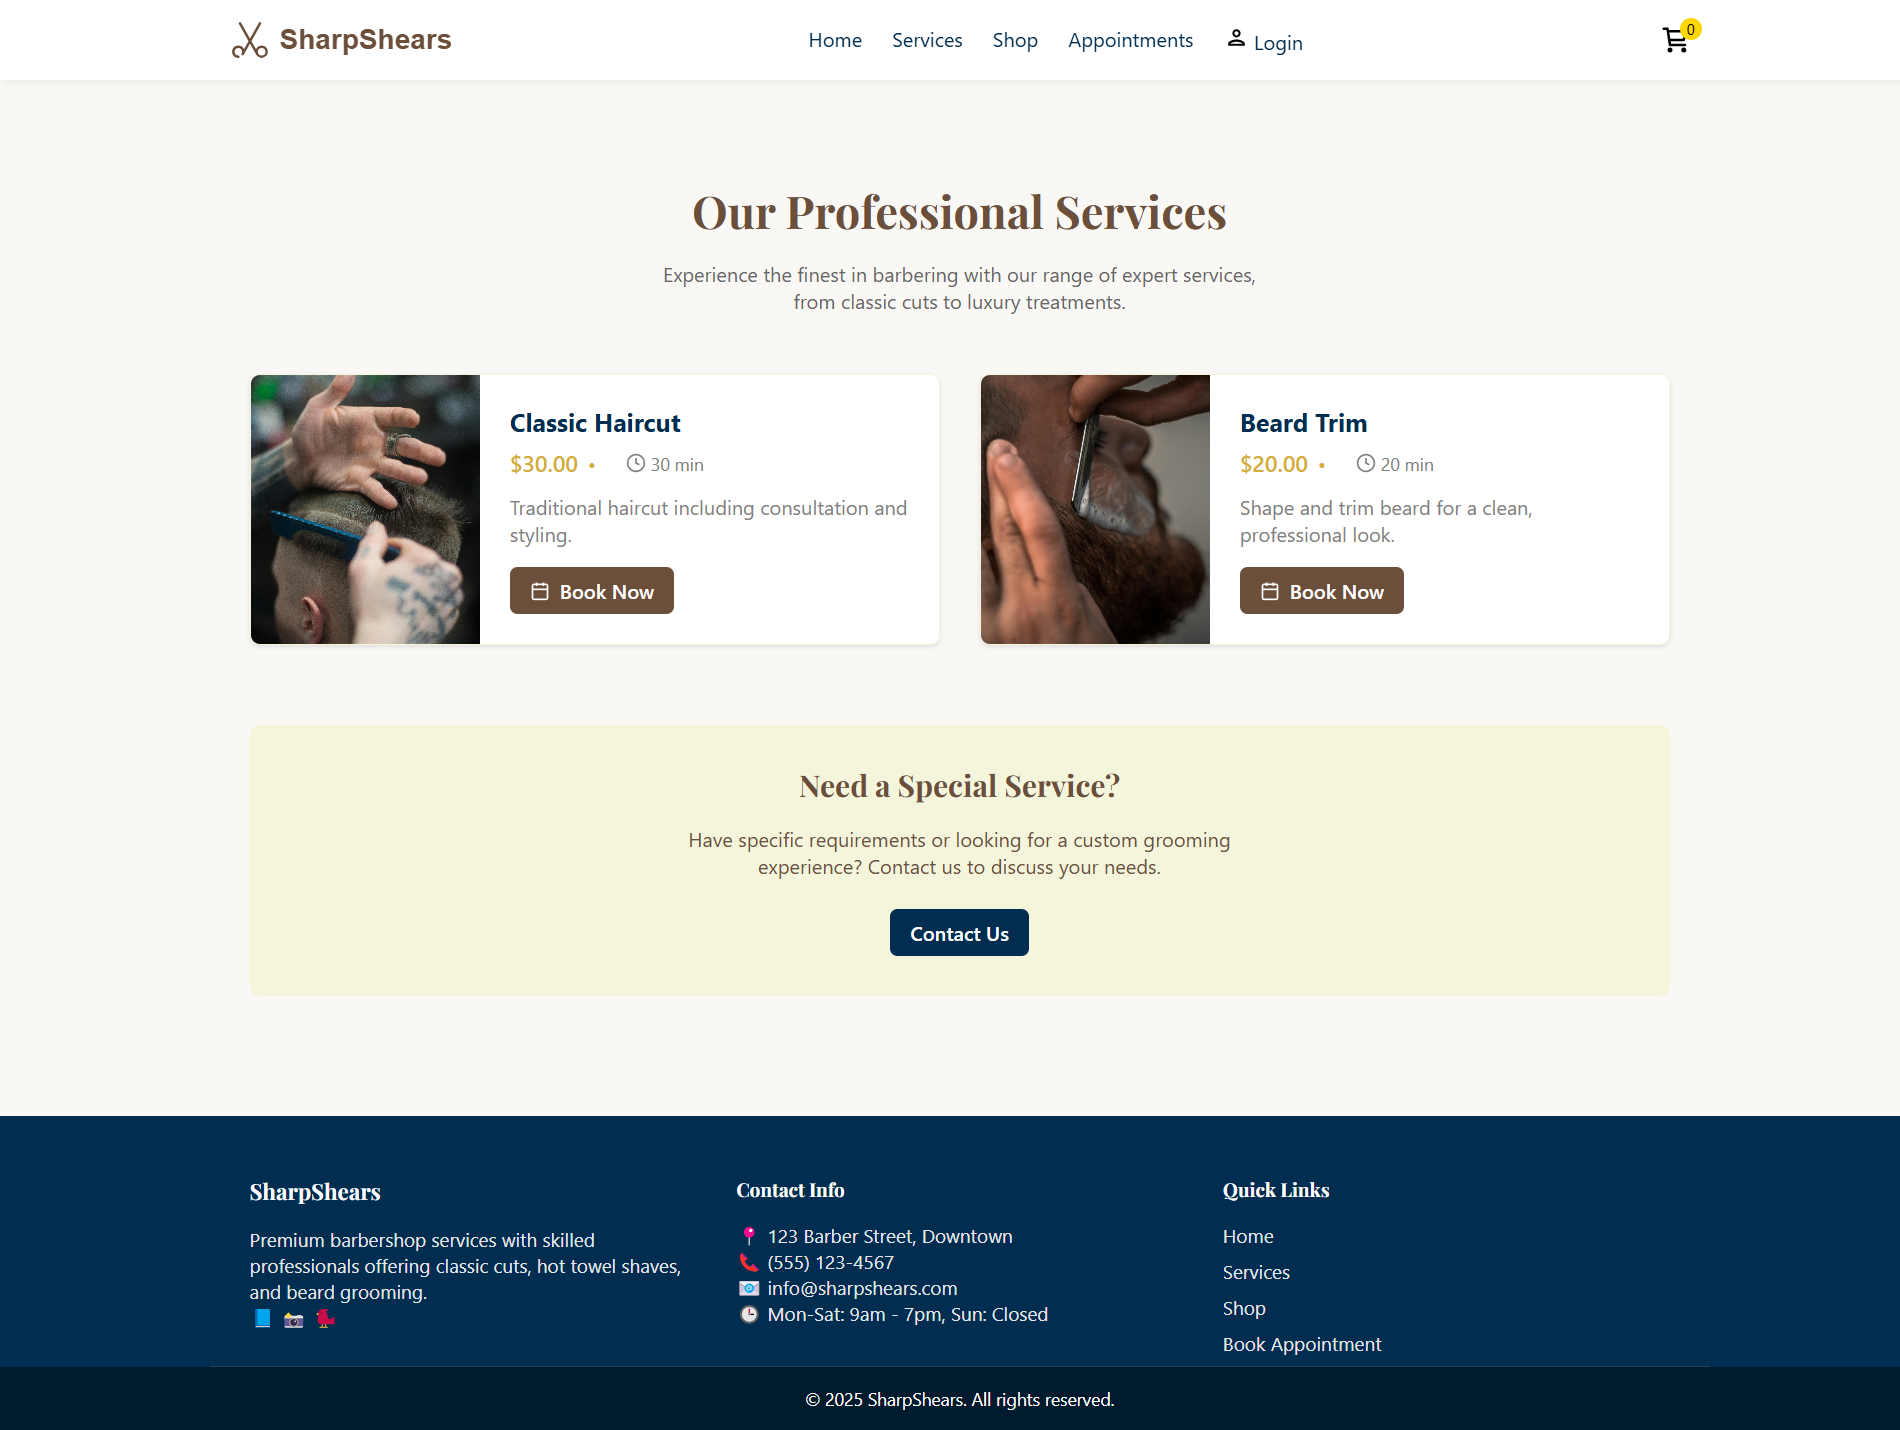 SharpShears
Home
Services
Shop
Appointments
Login
0
Our Professional Services
Experience the finest in barbering with our range of expert services,
from classic cuts to luxury treatments.
Classic Haircut
$30.00 • 30 min
Traditional haircut including consultation and
styling.
Book Now
Beard Trim
$20.00 • 20 min
Shape and trim beard for a clean,
professional look.
Book Now
Need a Special Service?
Have specific requirements or looking for a custom grooming
experience? Contact us to discuss your needs.
Contact Us
SharpShears
Premium barbershop services with skilled
professionals offering classic cuts, hot towel shaves,
and beard grooming.
Contact Info
123 Barber Street, Downtown
(555) 123-4567
info@sharpshears.com
Mon-Sat: 9am - 7pm, Sun: Closed
Quick Links
Home
Services
Shop
Book Appointment
© 2025 SharpShears. All rights reserved.